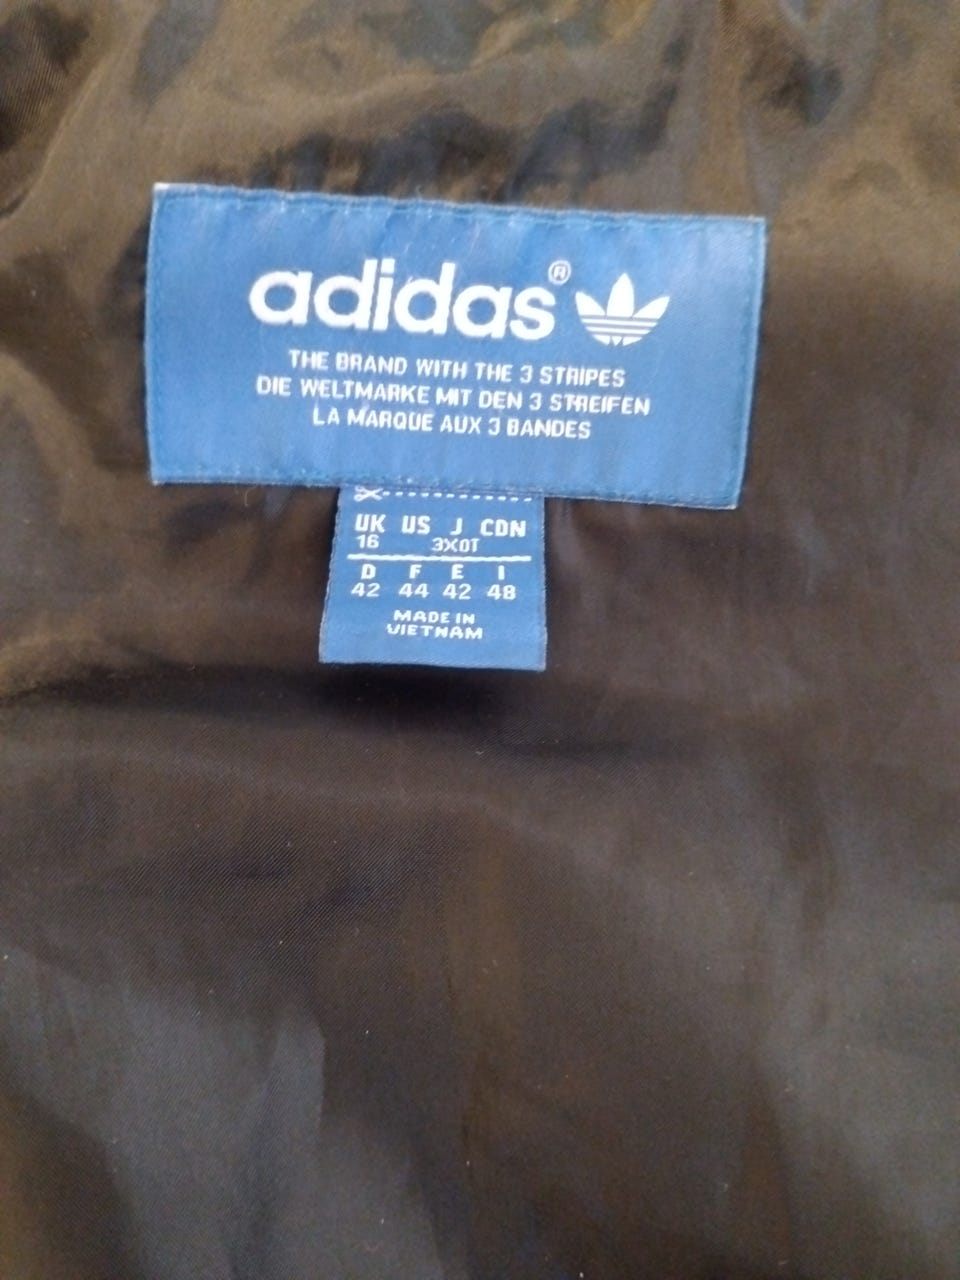 adidas®
THE BRAND WITH THE 3 STRIPES
DIE WELTMARKE MIT DEN 3 STREIFEN
LA MARQUE AUX 3 BANDES
UK US J CDN
16 3XOT
D F E I
42 44 42 48
MADE IN
VIETNAM